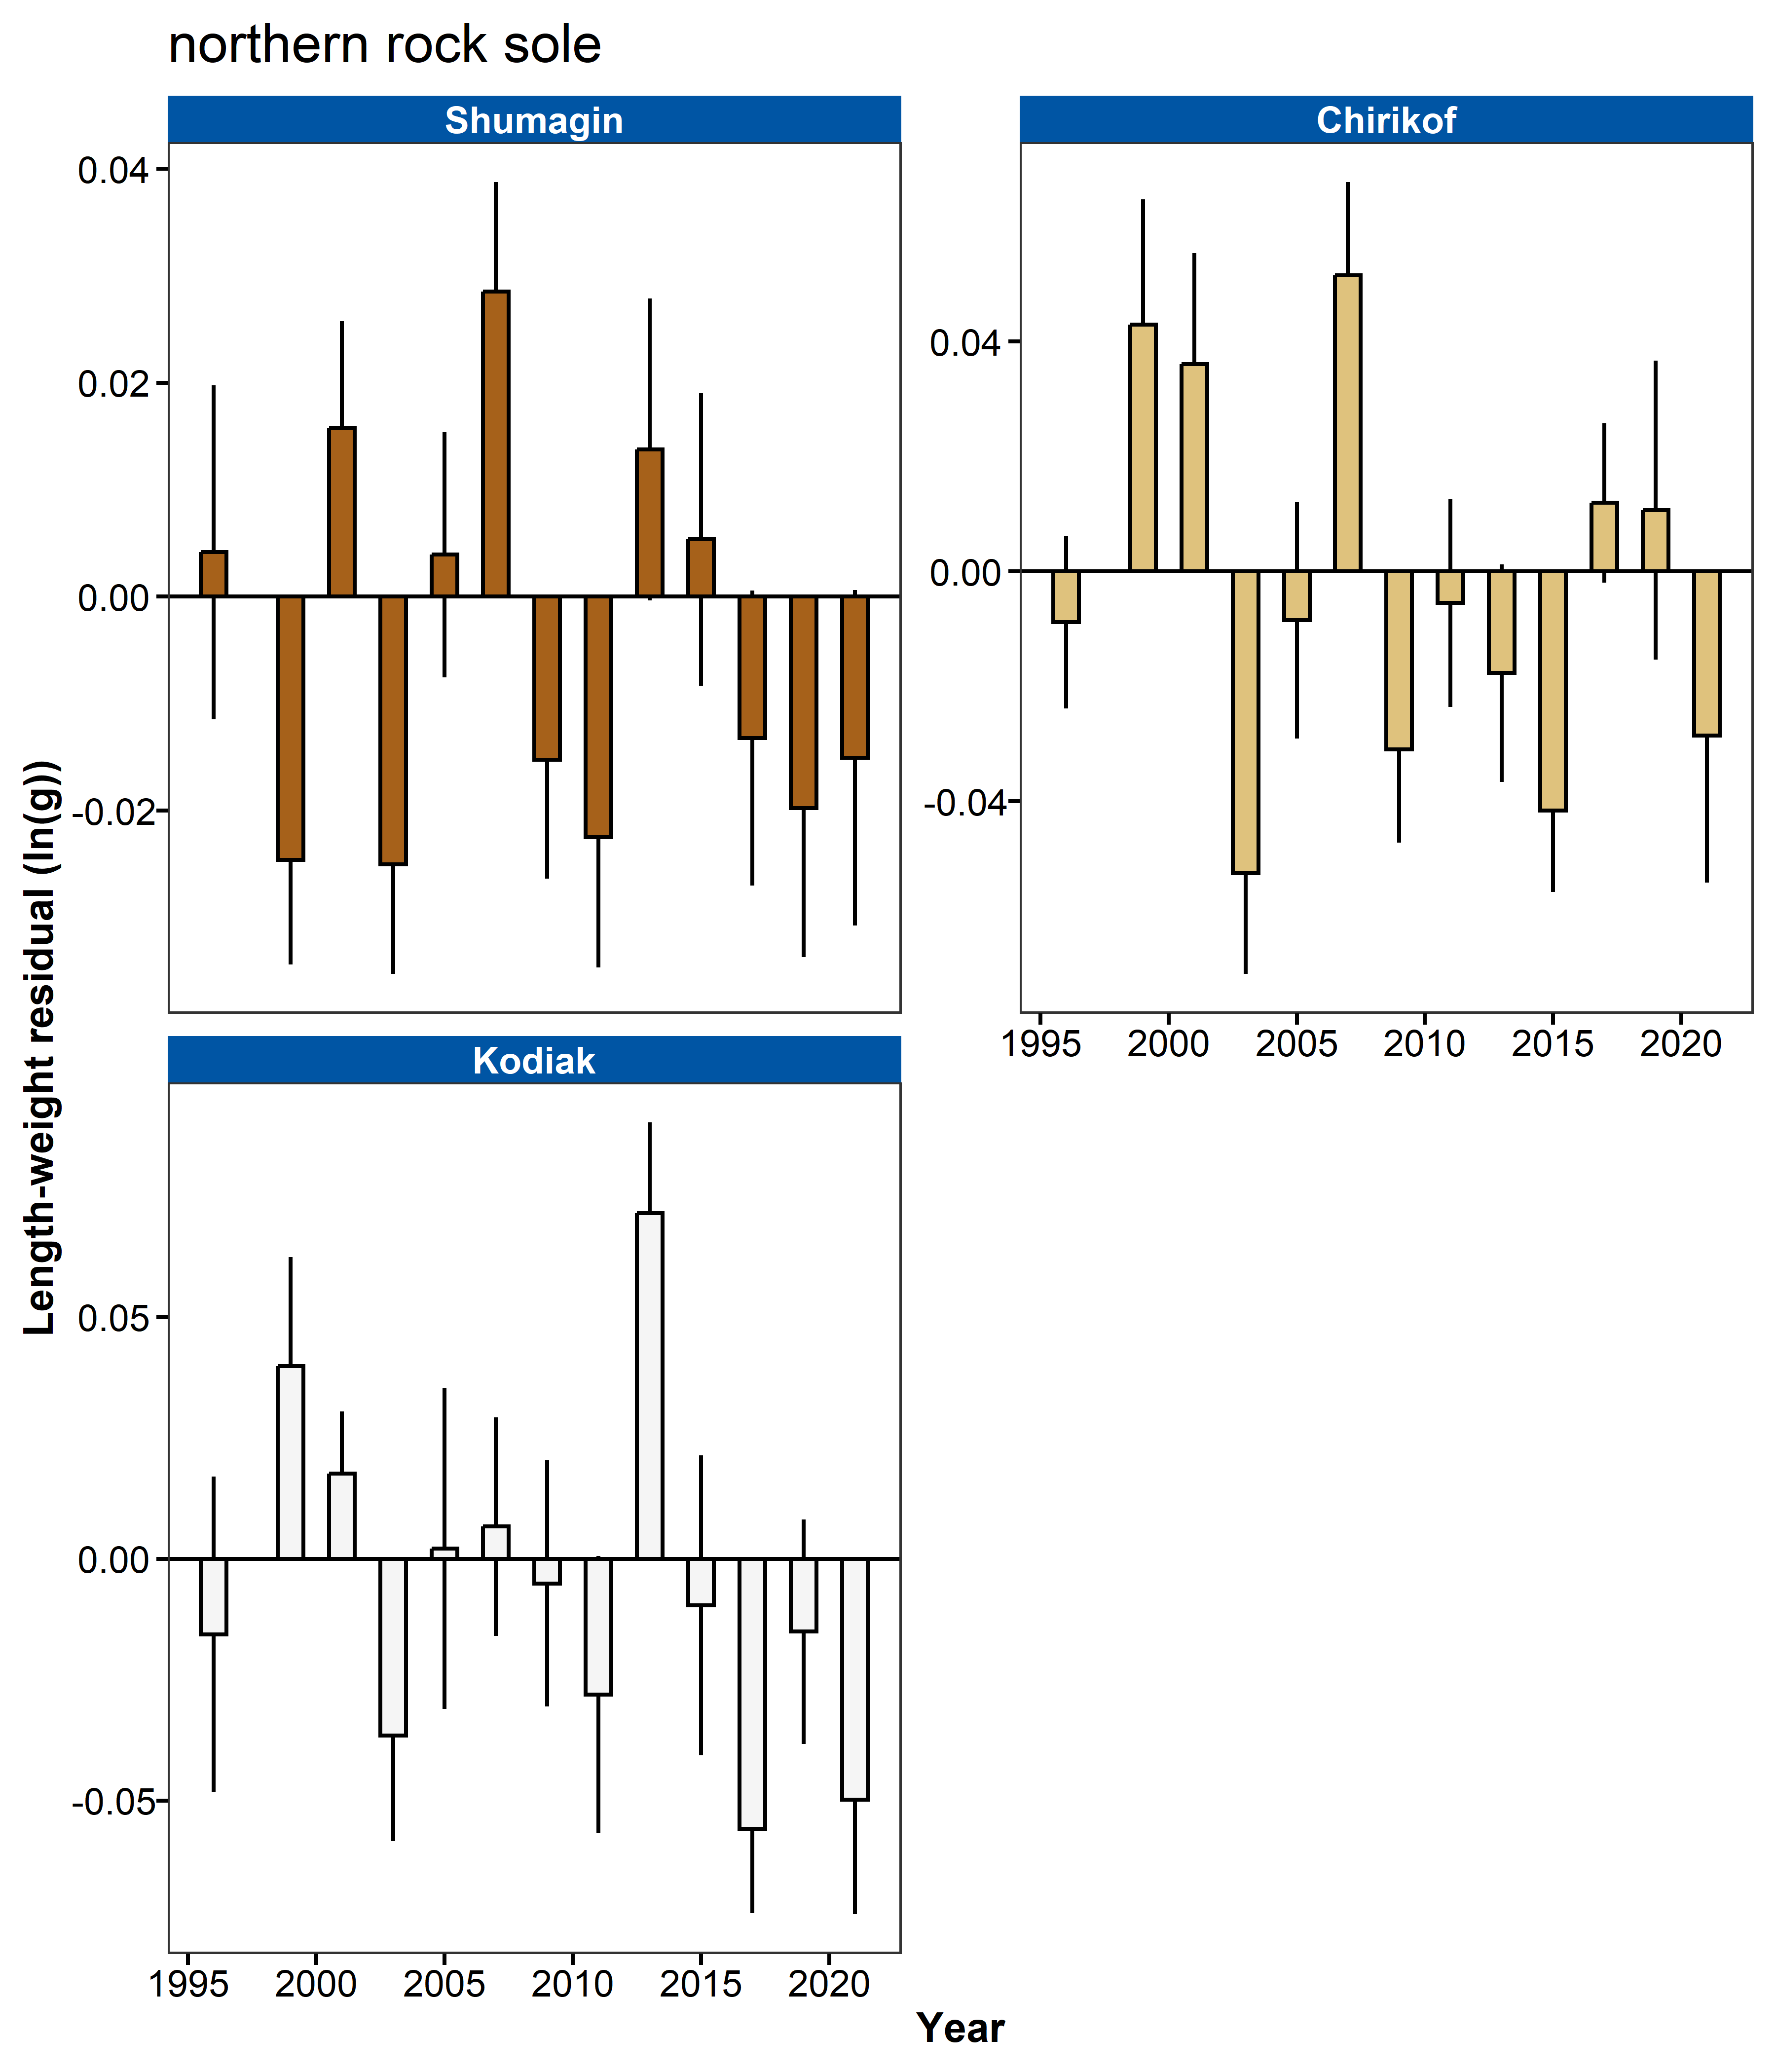 northern rock sole
Shumagin
Chirikof
0.04
0.02
0.00
-0.02
0.04
0.00
-0.04
1995 2000 2005 2010 2015 2020
Kodiak
0.05
0.00
-0.05
1995 2000 2005 2010 2015 2020
Length-weight residual (ln(g))
Year